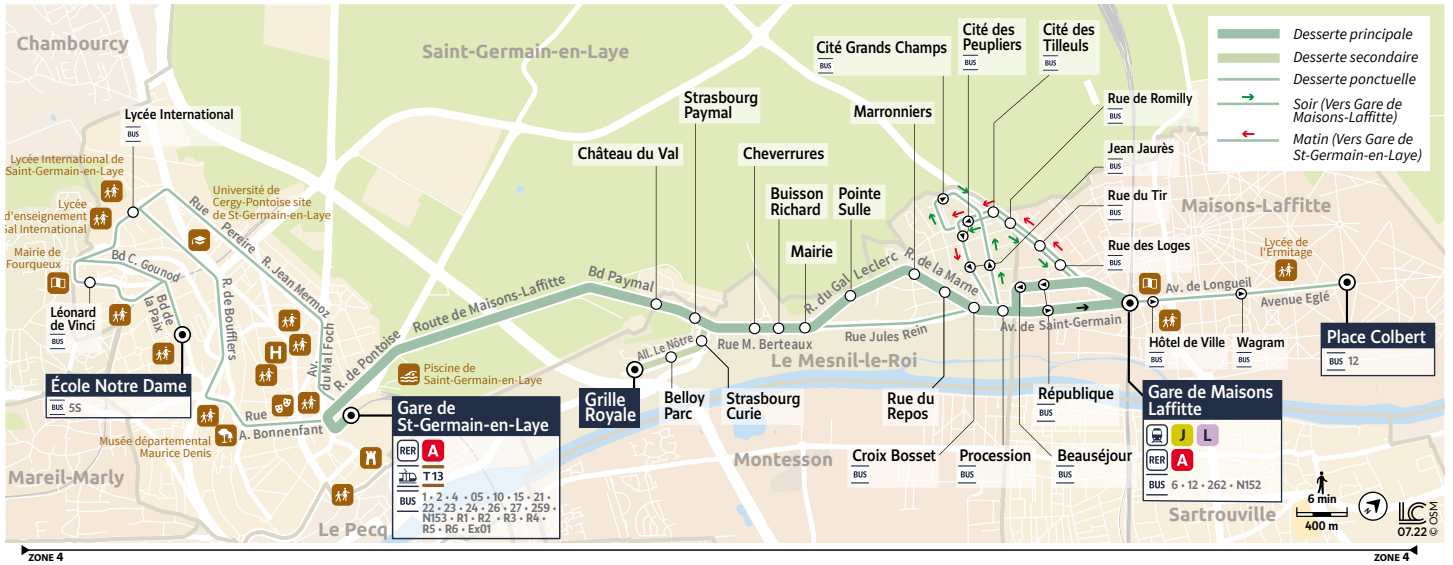 Chambourcy
Saint-Germain-en-Laye
Maisons-Laffitte
Le Mesnil-le-Roi
Montesson
Sartrouville
Le Pecq
Mareil-Marly
Desserte principale
Desserte secondaire
Desserte ponctuelle
Soir (Vers Gare de
Maisons-Laffitte)
Matin (Vers Gare de
St-Germain-en-Laye)
Lycée International
BUS
Lycée International de
Saint-Germain-en-Laye
Lycée
d'enseignement
International
Mairie de
Fourqueux
Université de
Cergy-Pontoise site
de St-Germain-en-Laye
Rue Pereire
R. Jean Mermoz
Bd C. Gounod
Bd de
la Paix
R. de Boufflers
Av.
du Mal Foch
Rue
A. Bonnenfant
Léonard
de Vinci
BUS
École Notre Dame
BUS 5S
H
Musée départemental
Maurice Denis
R. de Pontoise
Route de Maisons-Laffitte
Piscine de
Saint-Germain-en-Laye
Gare de
St-Germain-en-Laye
RER A
T13
BUS 1 • 2 • 4 • 05 • 10 • 15 • 21 •
22 • 23 • 24 • 26 • 27 • 259 •
N153 • R1 • R2 • R3 • R4 •
R5 • R6 • Ex01
Château du Val
Strasbourg
Paymal
Bd Paymal
Cheverrures
Buisson
Richard
Mairie
Pointe
Sulle
Marronniers
All. Le Nôtre
Grille
Royale
Belloy
Parc
Strasbourg
Curie
Rue M. Berteaux
R. du Gal Leclerc
Rue Jules Rein
R. de la Marne
Rue du
Repos
Croix Bosset
BUS
Procession
BUS
Beauséjour
BUS
République
BUS
Av. de Saint-Germain
Cité Grands Champs
BUS
Cité des
Peupliers
BUS
Cité des
Tilleuls
BUS
Rue de Romilly
BUS
Jean Jaurès
BUS
Rue du Tir
BUS
Rue des Loges
BUS
Lycée de
l'Ermitage
Av. de Longueil
Avenue Eglé
Hôtel de Ville
BUS
Wagram
BUS
Place Colbert
BUS 12
Gare de Maisons
Laffitte
J L
RER A
BUS 6 • 12 • 262 • N152
6 min
400 m
LC
07.22 © OSM
ZONE 4
ZONE 4